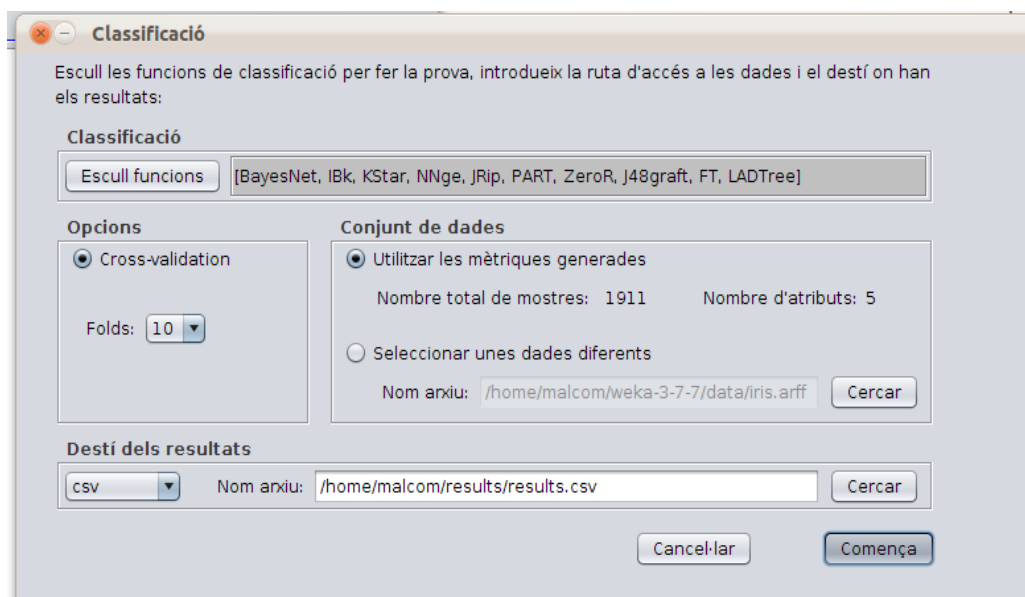 Classificació
Escull les funcions de classificació per fer la prova, introdueix la ruta d'accés a les dades i el destí on han
els resultats:
Classificació
Escull funcions [BayesNet, IBk, KStar, NNge, JRip, PART, ZeroR, J48graft, FT, LADTree]
Opcions
Cross-validation
Folds: 10
Conjunt de dades
Utilitzar les mètriques generades
Nombre total de mostres: 1911 Nombre d'atributs: 5
Seleccionar unes dades diferents
Nom arxiu: /home/malcom/weka-3-7-7/data/iris.arff Cercar
Destí dels resultats
csv Nom arxiu: /home/malcom/results/results.csv Cercar
Cancel·lar Comença